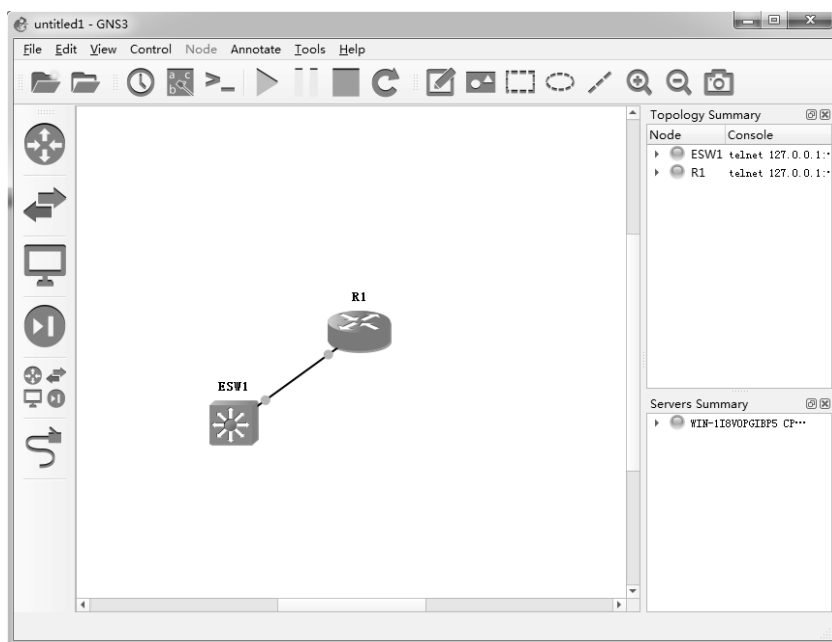 untitled1 - GNS3
File Edit View Control Node Annotate Tools Help
Topology Summary
Node Console
ESW1 telnet 127.0.0.1:
R1 telnet 127.0.0.1:
R1
ESW1
Servers Summary
WIN-1I8VOPGIBP5 CP...